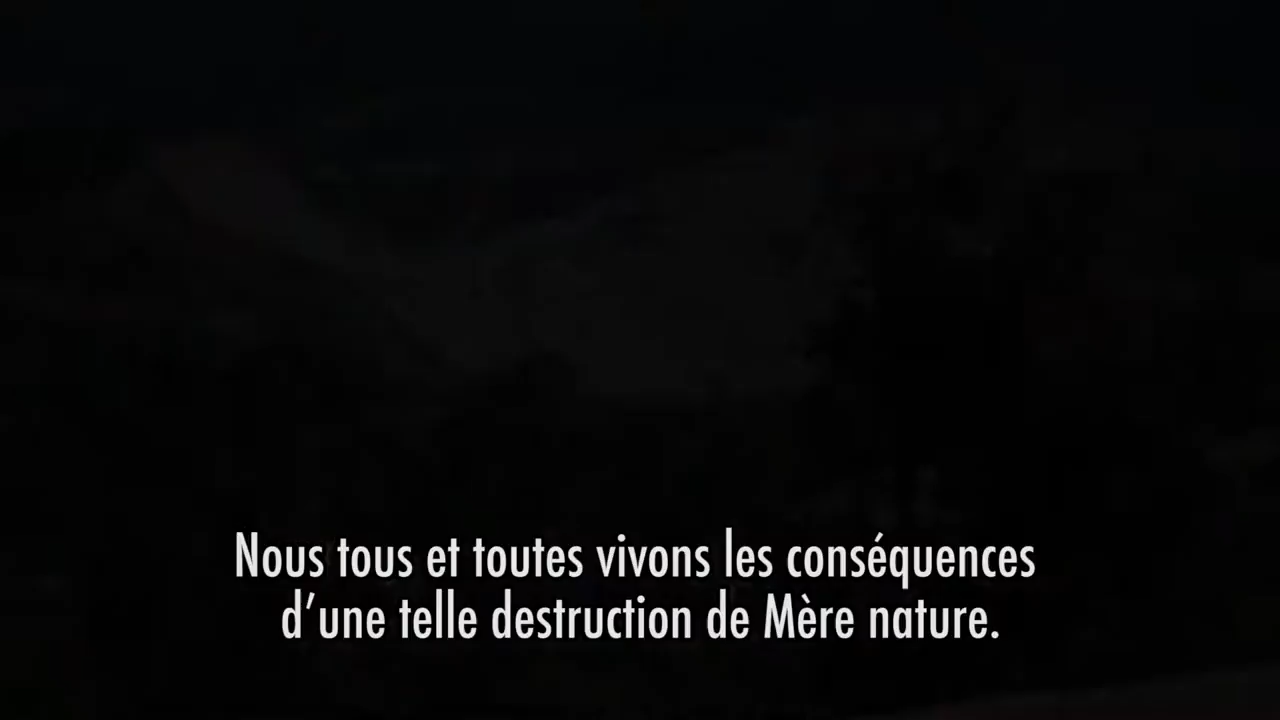 Nous tous et toutes vivons les conséquences
d’une telle destruction de Mère nature.